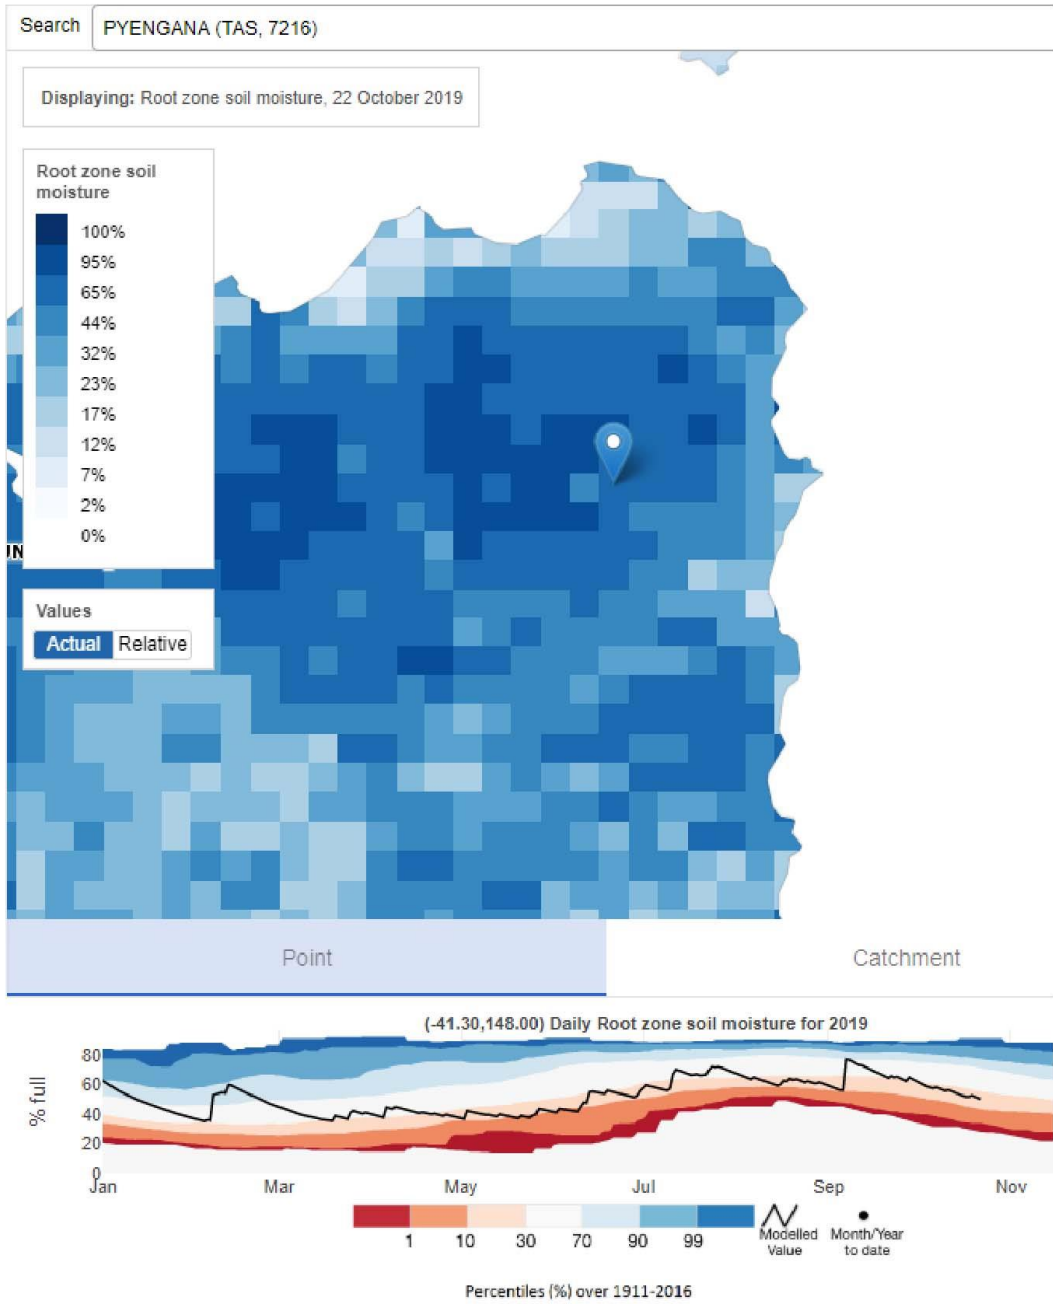 Search
PYENGANA (TAS, 7216)
Displaying: Root zone soil moisture, 22 October 2019
Root zone soil
moisture
100%
95%
65%
44%
32%
23%
17%
12%
7%
2%
0%
UN
Values
Actual Relative
Point
Catchment
(-41.30,148.00) Daily Root zone soil moisture for 2019
% full
80
60
40
20
0
Jan Mar May Jul Sep Nov
1 10 30 70 90 99
Modelled
Value
Month/Year
to date
Percentiles (%) over 1911-2016